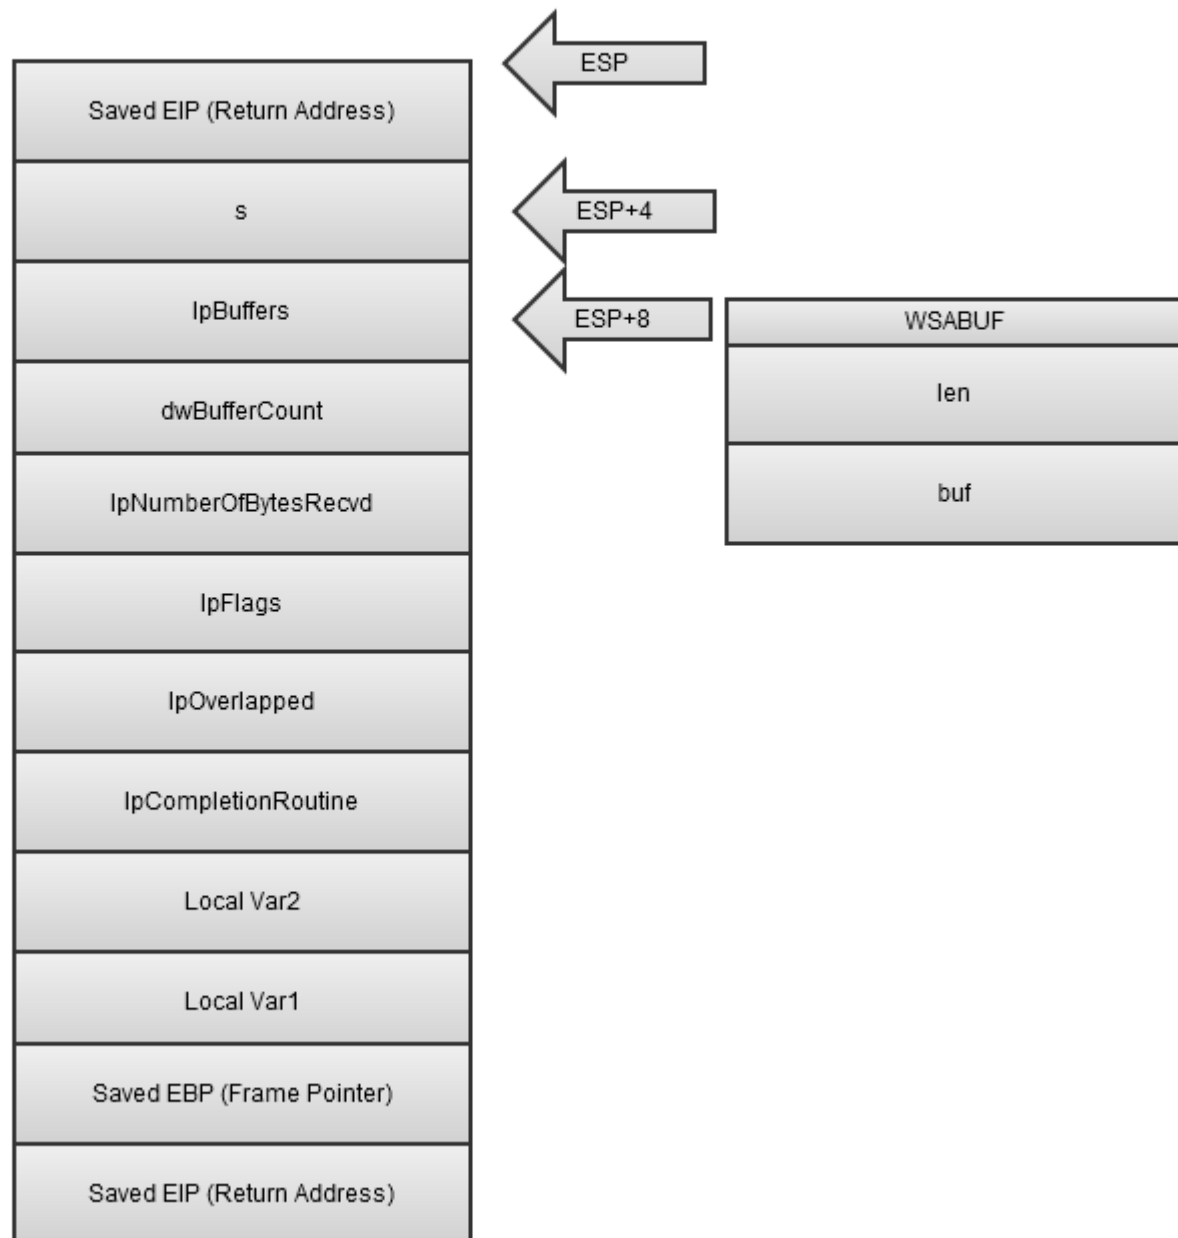 ESP
Saved EIP (Return Address)
s
ESP+4
lpBuffers
ESP+8
WSABUF
len
buf
dwBufferCount
lpNumberOfBytesRecvd
lpFlags
lpOverlapped
lpCompletionRoutine
Local Var2
Local Var1
Saved EBP (Frame Pointer)
Saved EIP (Return Address)